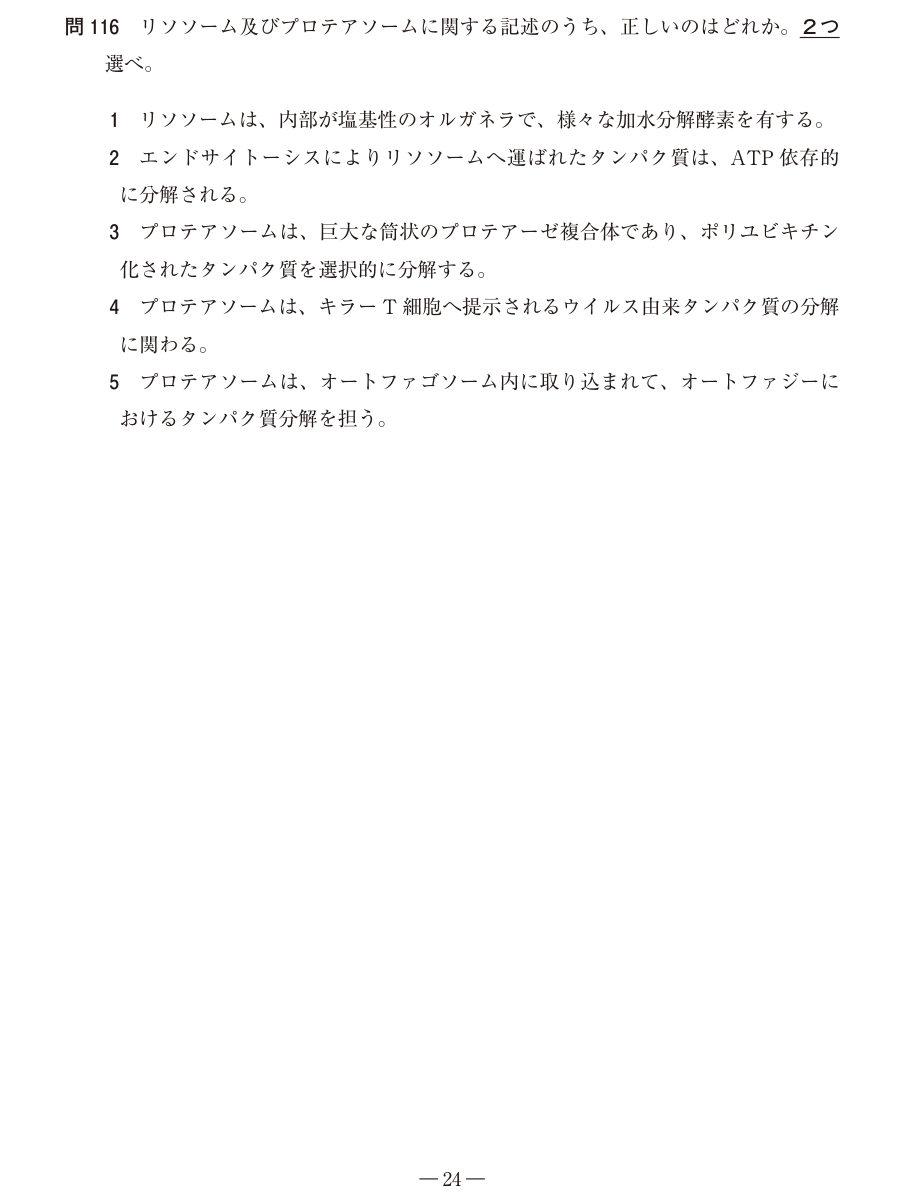 問 116 リソソーム及びプロテアソームに関する記述のうち、正しいのはどれか。２つ
選べ。
1 リソソームは、内部が塩基性のオルガネラで、様々な加水分解酵素を有する。
2 エンドサイトーシスによりリソソームへ運ばれたタンパク質は、ATP 依存的
に分解される。
3 プロテアソームは、巨大な筒状のプロテアーゼ複合体であり、ポリユビキチン
化されたタンパク質を選択的に分解する。
4 プロテアソームは、キラー T 細胞へ提示されるウイルス由来タンパク質の分解
に関わる。
5 プロテアソームは、オートファゴソーム内に取り込まれて、オートファジーに
おけるタンパク質分解を担う。
― 24 ―